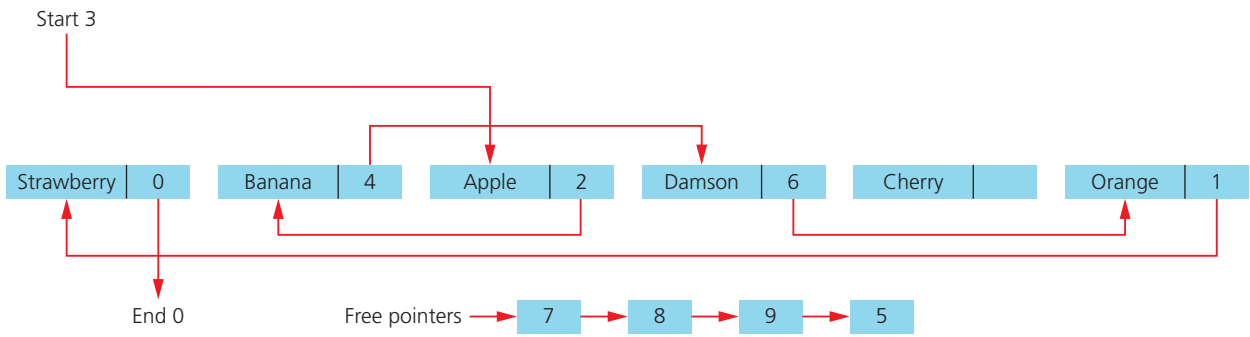 Start 3
Strawberry 0 Banana 4 Apple 2 Damson 6 Cherry Orange 1
End 0 Free pointers 7 8 9 5